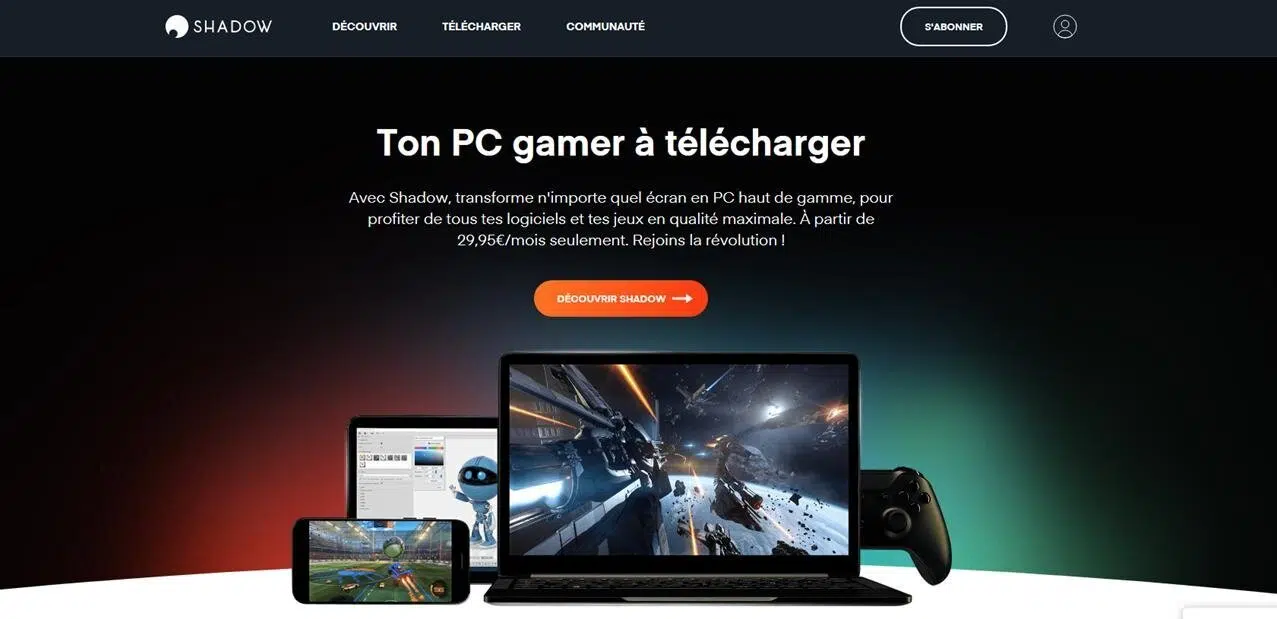 SHADOW
DÉCOUVRIR
TÉLÉCHARGER
COMMUNAUTÉ
S'ABONNER
Ton PC gamer à télécharger
Avec Shadow, transforme n'importe quel écran en PC haut de gamme, pour
profiter de tous tes logiciels et tes jeux en qualité maximale. À partir de
29,95€/mois seulement. Rejoins la révolution !
DÉCOUVRIR SHADOW